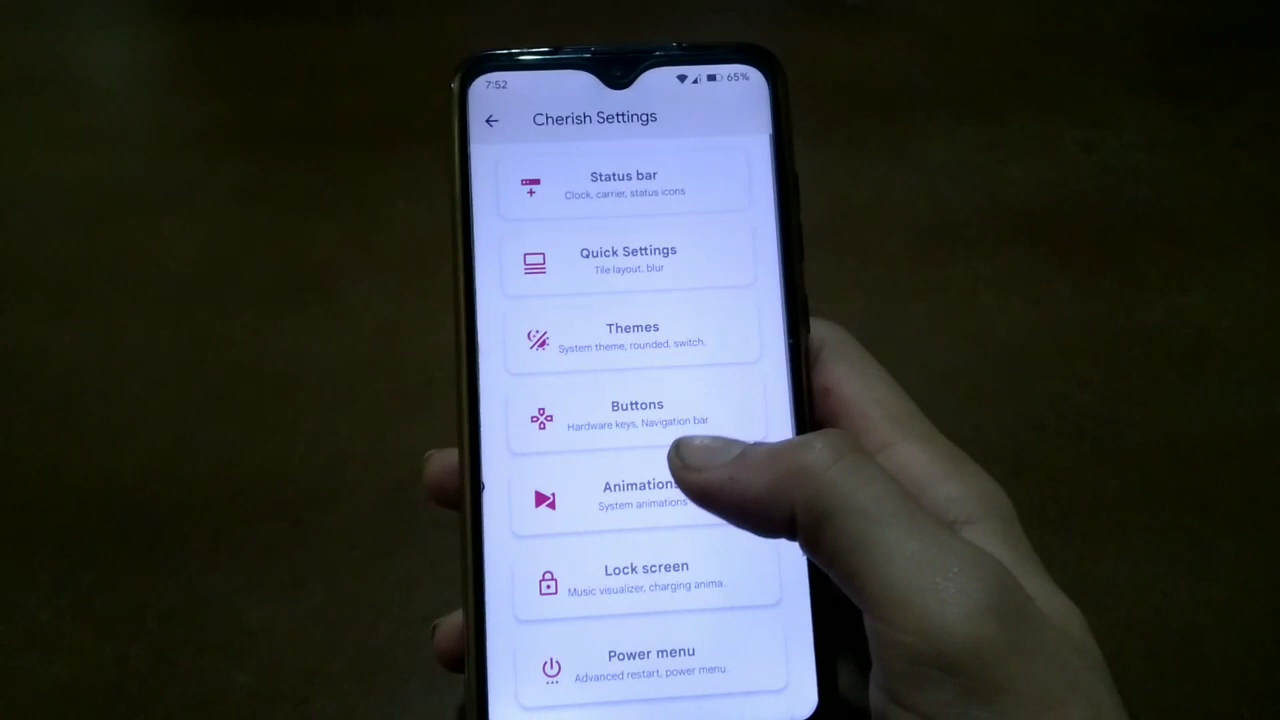 7:52
65%
Cherish Settings
Status bar
Clock, carrier, status icons
Quick Settings
Tile layout, blur
Themes
System theme, rounded, switch.
Buttons
Hardware keys, Navigation bar
Animations
System animations
Lock screen
Music visualizer, charging anima..
Power menu
Advanced restart, power menu..